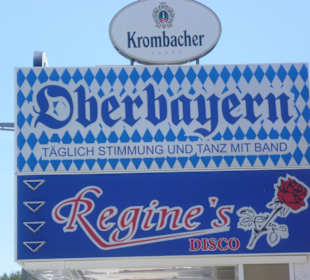 Krombacher
Oberbayern
TÄGLICH STIMMUNG UND TANZ MIT BAND
Regine's
DISCO